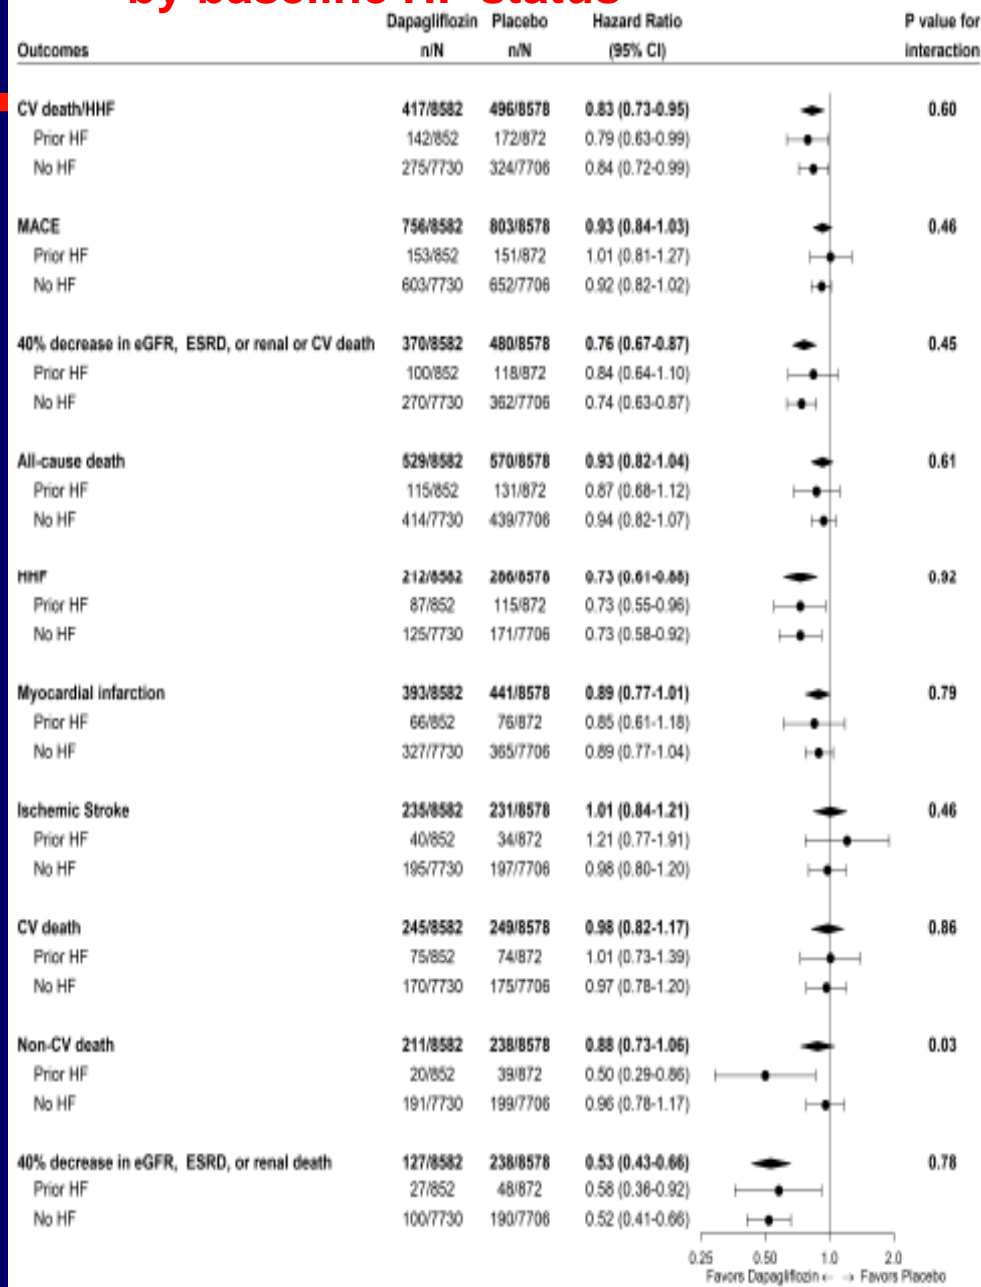 by baseline HF status
Dapagliflozin Placebo Hazard Ratio P value for
Outcomes n/N n/N (95% CI) interaction
CV death/HHF 417/8582 496/8578 0.83 (0.73-0.95) 0.60
Prior HF 142/852 172/872 0.79 (0.63-0.99)
No HF 275/7730 324/7706 0.84 (0.72-0.99)
MACE 756/8582 803/8578 0.93 (0.84-1.03) 0.46
Prior HF 153/852 151/872 1.01 (0.81-1.27)
No HF 603/7730 652/7706 0.92 (0.82-1.02)
40% decrease in eGFR, ESRD, or renal or CV death 370/8582 480/8578 0.76 (0.67-0.87) 0.45
Prior HF 100/852 118/872 0.84 (0.64-1.10)
No HF 270/7730 362/7706 0.74 (0.63-0.87)
All-cause death 529/8582 570/8578 0.93 (0.82-1.04) 0.61
Prior HF 115/852 131/872 0.87 (0.68-1.12)
No HF 414/7730 439/7706 0.94 (0.82-1.07)
HHF 212/8582 286/8578 0.73 (0.61-0.88) 0.92
Prior HF 87/852 115/872 0.73 (0.55-0.96)
No HF 125/7730 171/7706 0.73 (0.58-0.92)
Myocardial infarction 393/8582 441/8578 0.89 (0.77-1.01) 0.79
Prior HF 66/852 76/872 0.85 (0.61-1.18)
No HF 327/7730 365/7706 0.89 (0.77-1.04)
Ischemic Stroke 235/8582 231/8578 1.01 (0.84-1.21) 0.46
Prior HF 40/852 34/872 1.21 (0.77-1.91)
No HF 195/7730 197/7706 0.98 (0.80-1.20)
CV death 245/8582 249/8578 0.98 (0.82-1.17) 0.86
Prior HF 75/852 74/872 1.01 (0.73-1.39)
No HF 170/7730 175/7706 0.97 (0.78-1.20)
Non-CV death 211/8582 238/8578 0.88 (0.73-1.06) 0.03
Prior HF 20/852 39/872 0.50 (0.29-0.86)
No HF 191/7730 199/7706 0.96 (0.78-1.17)
40% decrease in eGFR, ESRD, or renal death 127/8582 238/8578 0.53 (0.43-0.66) 0.78
Prior HF 27/852 48/872 0.58 (0.36-0.92)
No HF 100/7730 190/7706 0.52 (0.41-0.66)
0.25 0.50 1.0 2.0
Favors Dapagliflozin ← → Favors Placebo